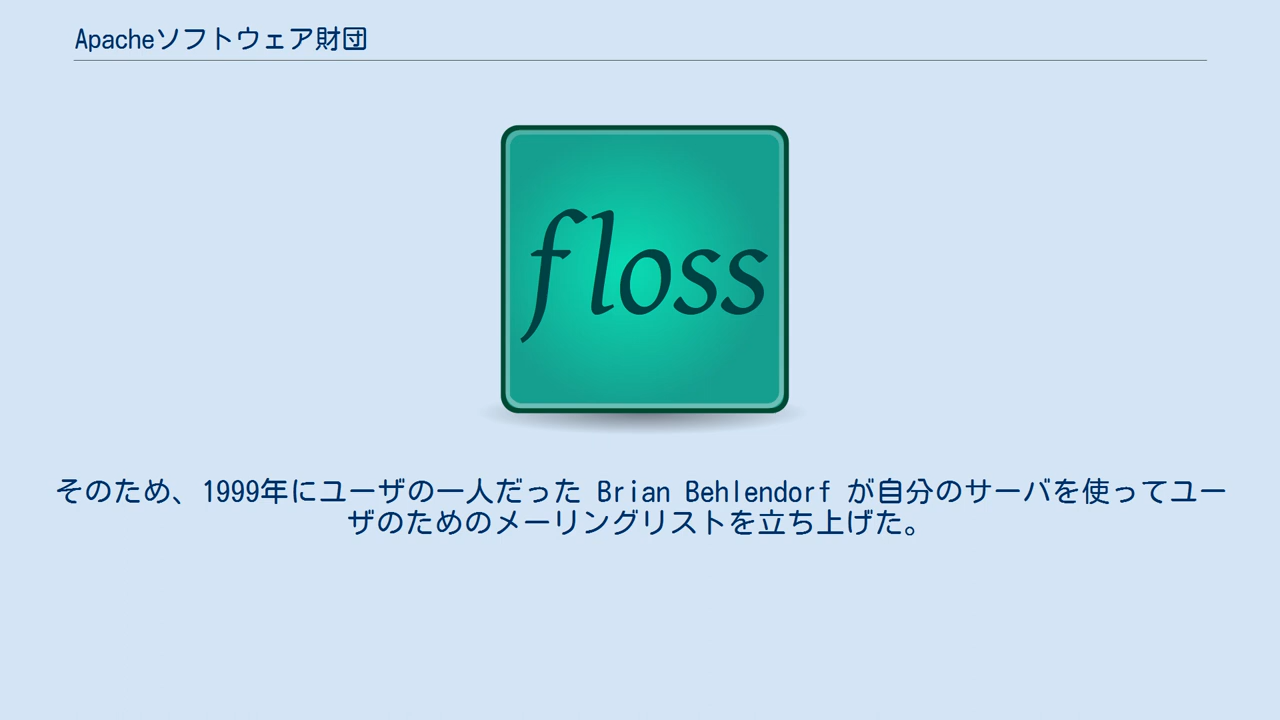 Apacheソフトウェア財団
floss
そのため、1999年にユーザの一人だった Brian Behlendorf が自分のサーバを使ってユー
ザのためのメーリングリストを立ち上げた。